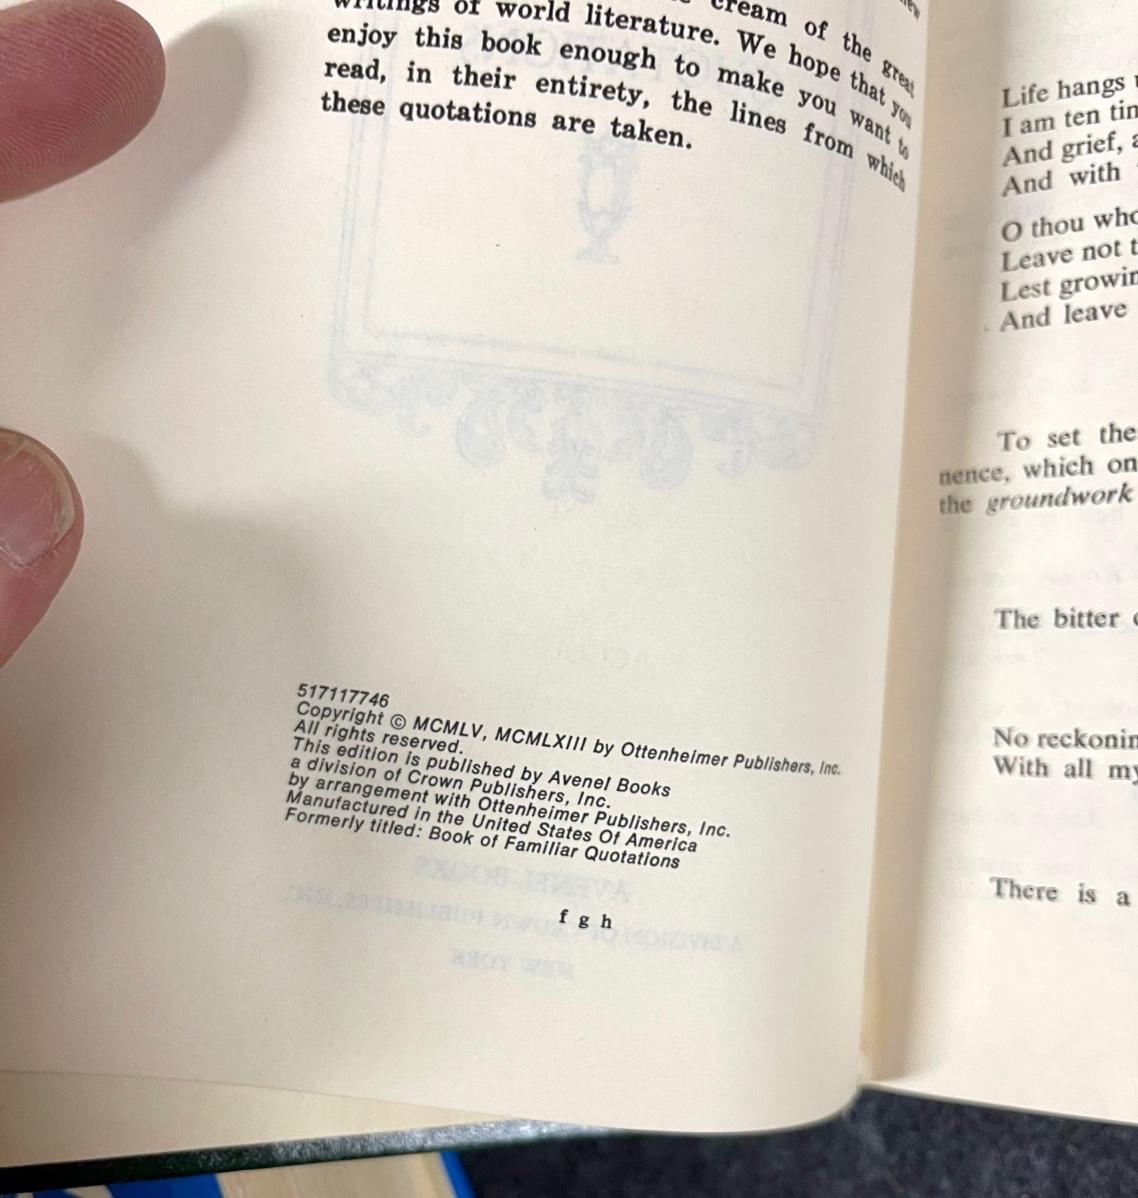 cream of the great
writings of world literature. We hope that you
enjoy this book enough to make you want to
read, in their entirety, the lines from which
these quotations are taken.
517117746
Copyright © MCMLV, MCMLXIII by Ottenheimer Publishers, Inc.
All rights reserved.
This edition is published by Avenel Books
a division of Crown Publishers, Inc.
by arrangement with Ottenheimer Publishers, Inc.
Manufactured in the United States Of America
Formerly titled: Book of Familiar Quotations
f g h
Life hangs
I am ten
And grief,
And with
O thou
Leave not
Lest
And leave
To set the
nence, which on
the groundwork
The bitter
No
With all
There is a